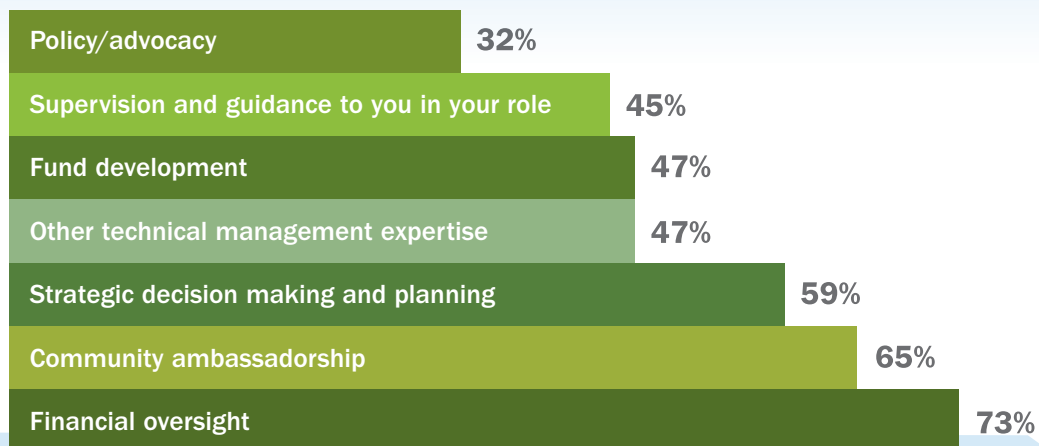 Policy/advocacy 32%
Supervision and guidance to you in your role 45%
Fund development 47%
Other technical management expertise 47%
Strategic decision making and planning 59%
Community ambassadorship 65%
Financial oversight 73%